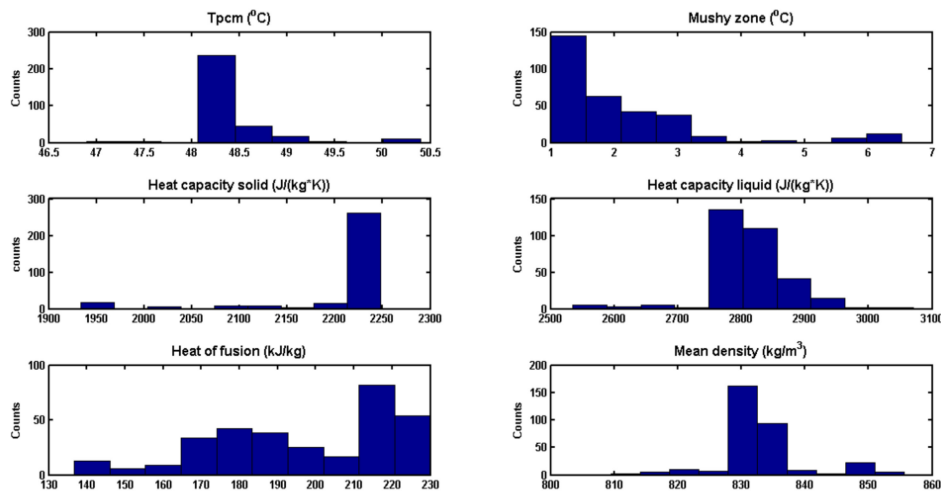 Tpcm (⁰C)
Counts
300
200
100
0
46.5 47 47.5 48 48.5 49 49.5 50 50.5
Mushy zone (⁰C)
Counts
150
100
50
0
1 2 3 4 5 6 7
Heat capacity solid (J/(kg*K))
counts
300
200
100
0
1900 1950 2000 2050 2100 2150 2200 2250 2300
Heat capacity liquid (J/(kg*K))
Counts
150
100
50
0
2500 2600 2700 2800 2900 3000 3100
Heat of fusion (kJ/kg)
Counts
100
50
0
130 140 150 160 170 180 190 200 210 220 230
Mean density (kg/m³)
Counts
200
150
100
50
0
800 810 820 830 840 850 860